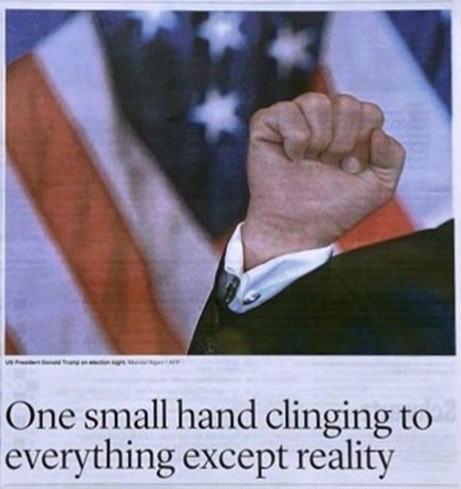 US President Donald Trump on election night, Mandel Ngan / AFP
One small hand clinging to
everything except reality